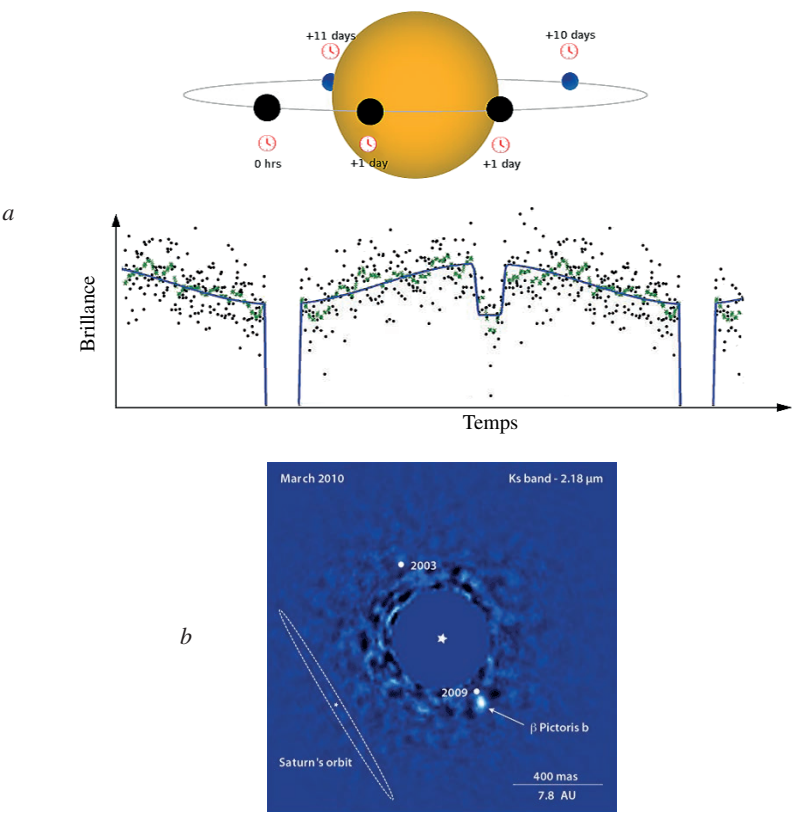 +11 days
+10 days
0 hrs
+1 day
+1 day
a
Brillance
Temps
March 2010
Ks band - 2.18 µm
2003
b
2009
β Pictoris b
Saturn's orbit
400 mas
7.8 AU